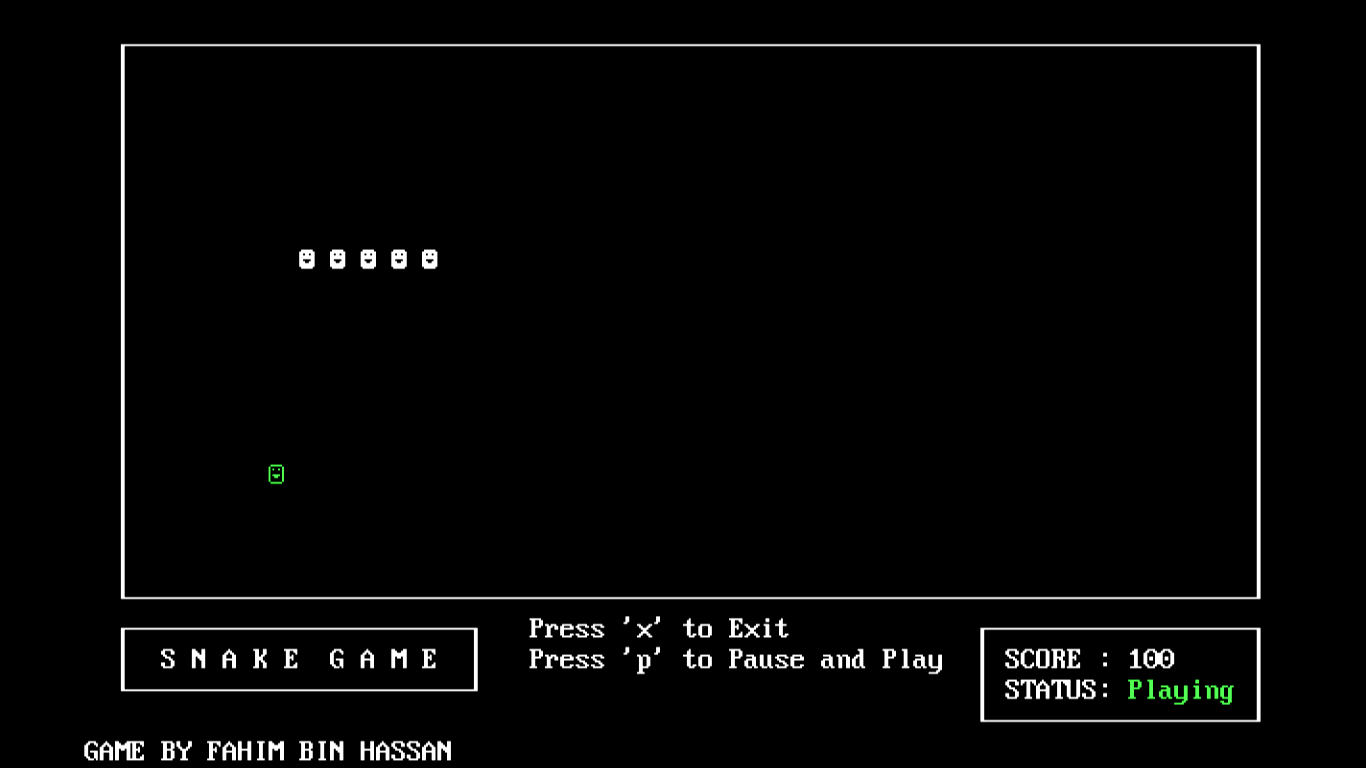 Press 'x' to Exit
Press 'p' to Pause and Play
S N A K E  G A M E
SCORE : 100
STATUS: Playing
GAME BY FAHIM BIN HASSAN